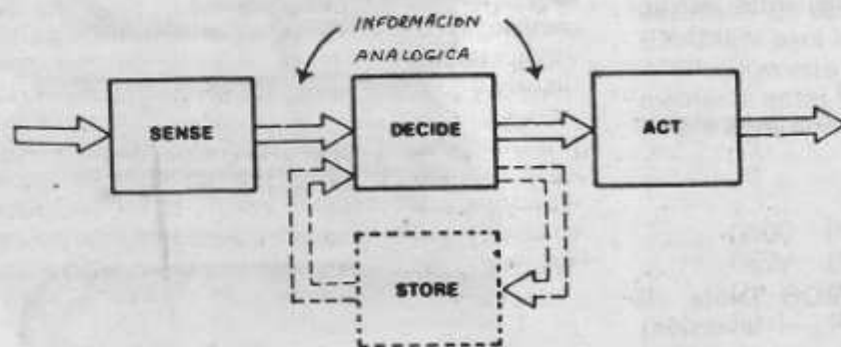 INFORMACION
ANALOGICA
SENSE
DECIDE
ACT
STORE